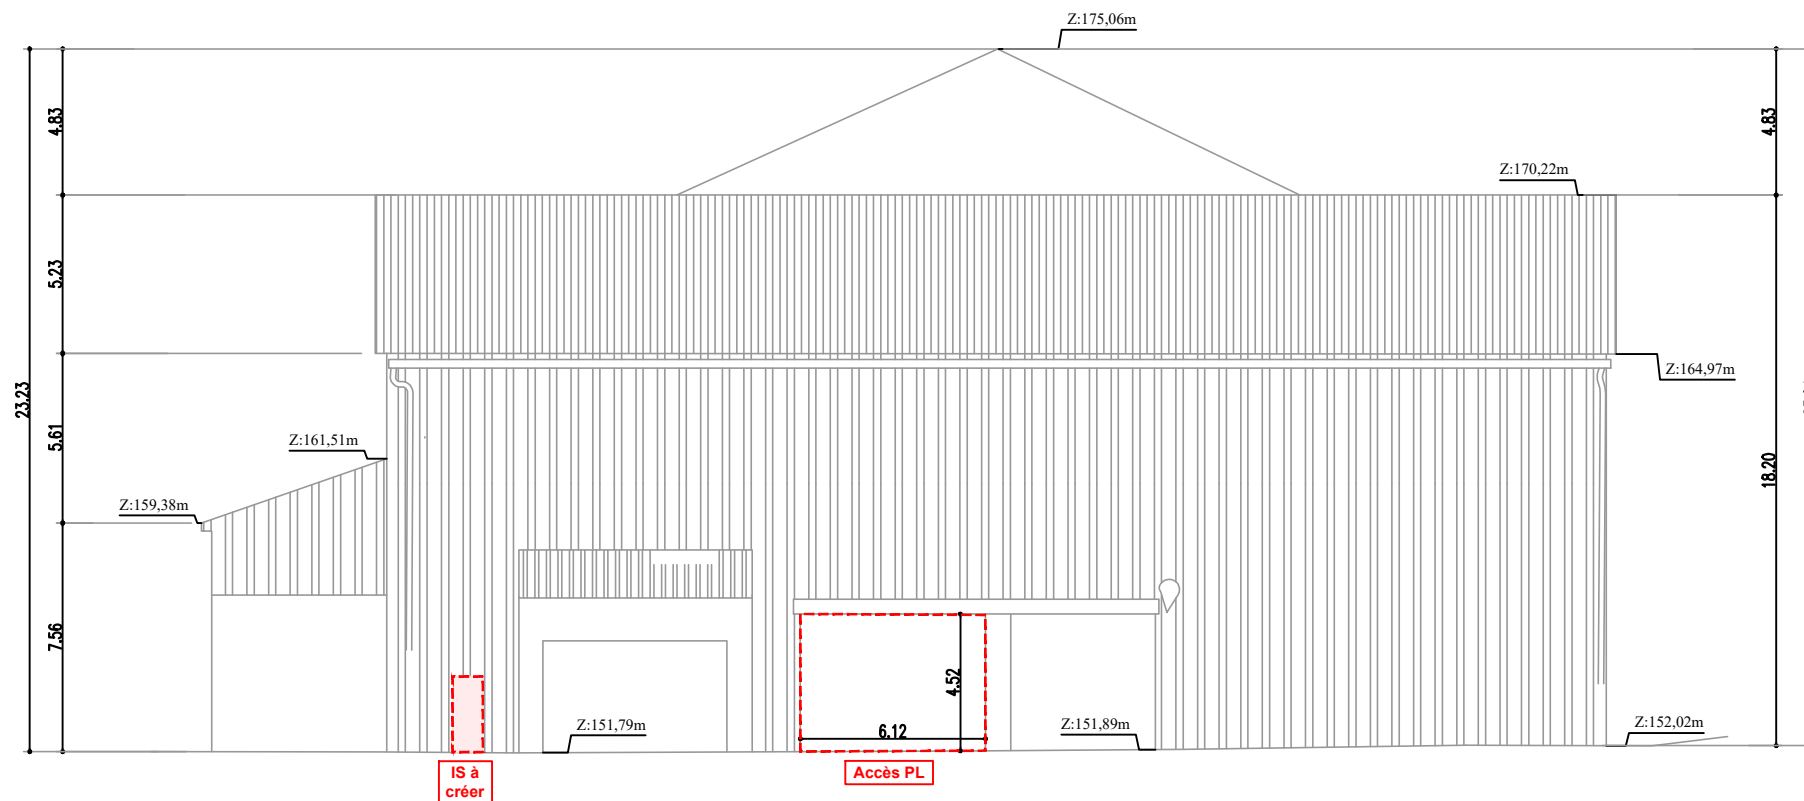 Z:175,06m
4.83
4.83
Z:170,22m
5.23
Z:164,97m
23.23
5.61
Z:161,51m
18.20
Z:159,38m
7.56
4.52
6.12
Z:151,79m
Z:151,89m
Z:152,02m
IS à
créer
Accès PL